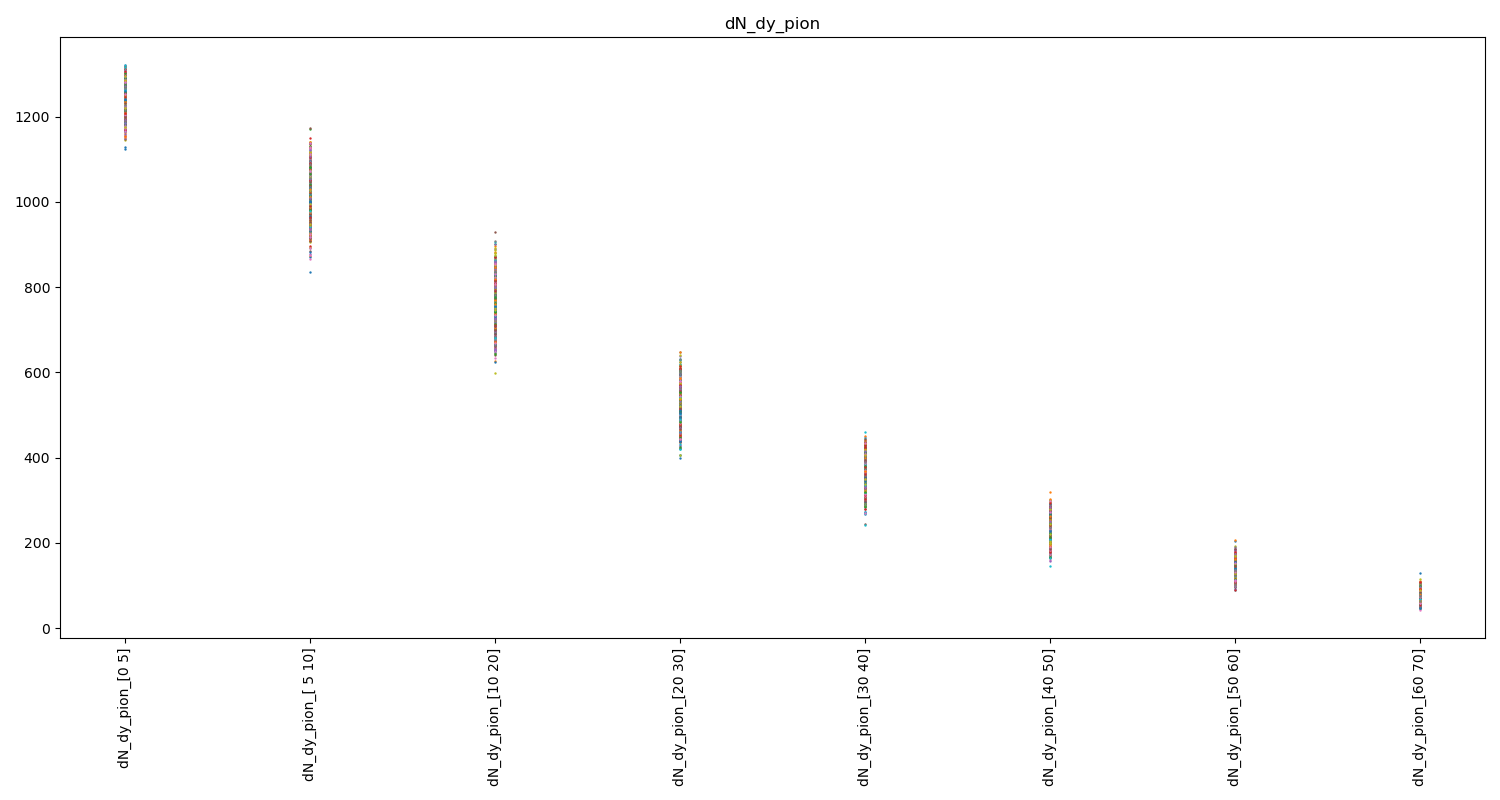 dN_dy_pion
1200
1000
800
600
400
200
0
dN_dy_pion_[0 5]
dN_dy_pion_[ 5 10]
dN_dy_pion_[10 20]
dN_dy_pion_[20 30]
dN_dy_pion_[30 40]
dN_dy_pion_[40 50]
dN_dy_pion_[50 60]
dN_dy_pion_[60 70]